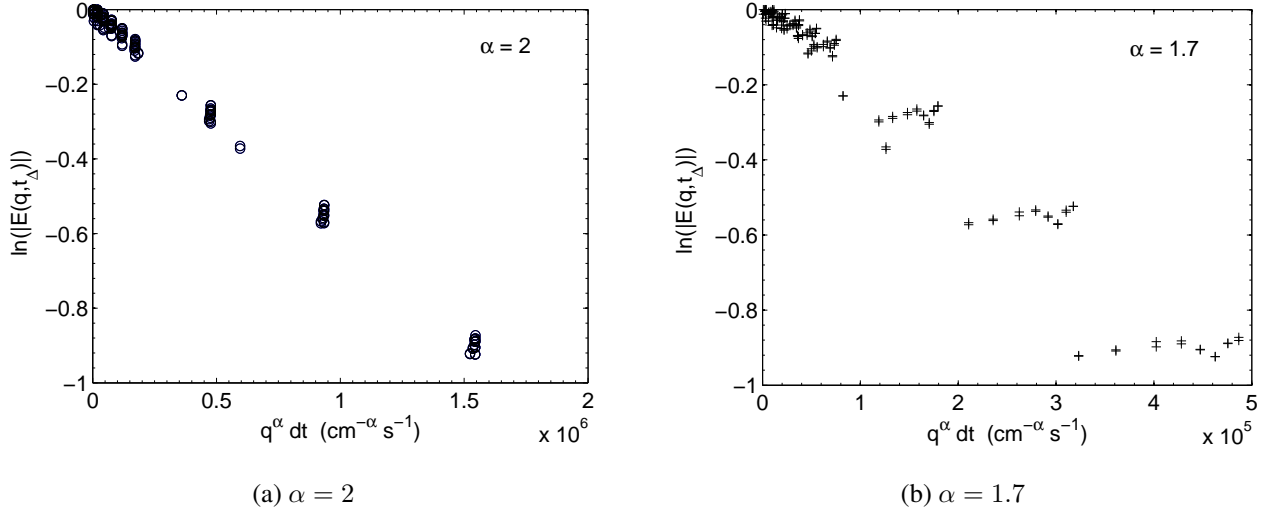 0
−0.2
−0.4
−0.6
−0.8
−1
ln(|E(q,t_Δ)|)
α = 2
0 0.5 1 1.5 2
x 10^6
q^α dt (cm^−α s^−1)
(a) α = 2
0
−0.2
−0.4
−0.6
−0.8
−1
ln(|E(q,t_Δ)|)
α = 1.7
0 1 2 3 4 5
x 10^5
q^α dt (cm^−α s^−1)
(b) α = 1.7